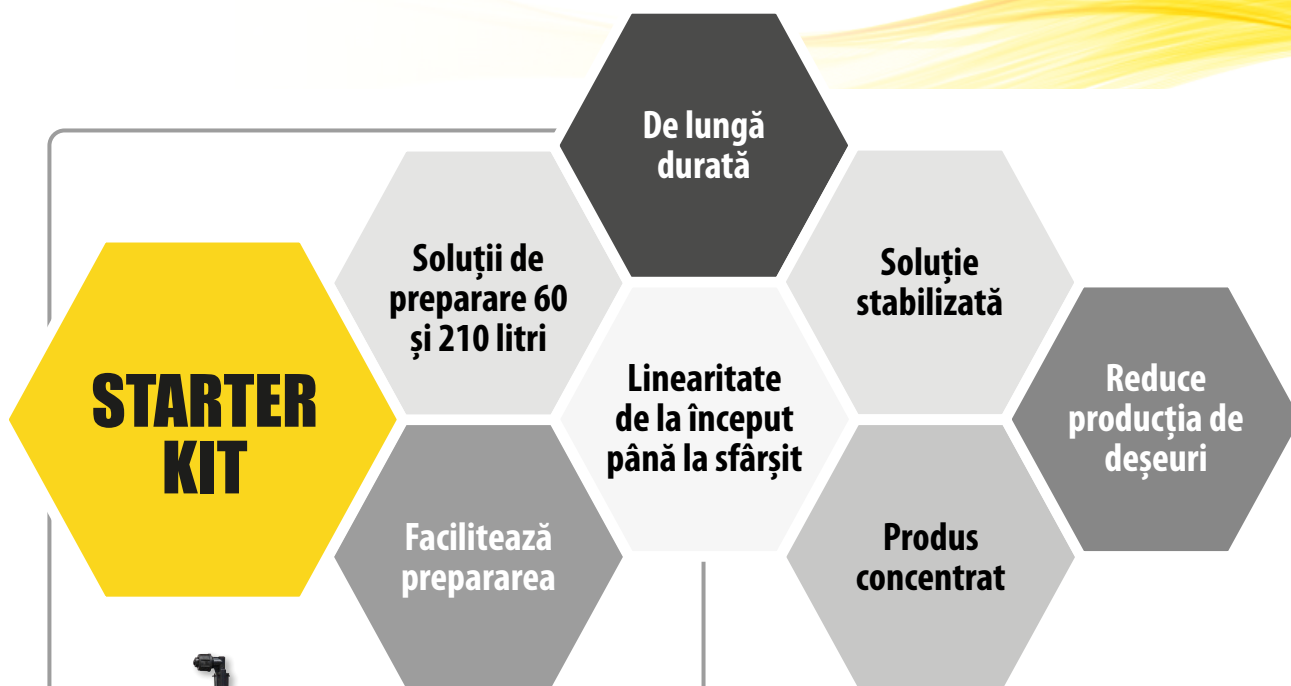 De lungă
durată
Soluții de
preparare 60
și 210 litri
Soluție
stabilizată
STARTER
KIT
Linearitate
de la început
până la sfârșit
Reduce
producția de
deșeuri
Facilitează
prepararea
Produs
concentrat